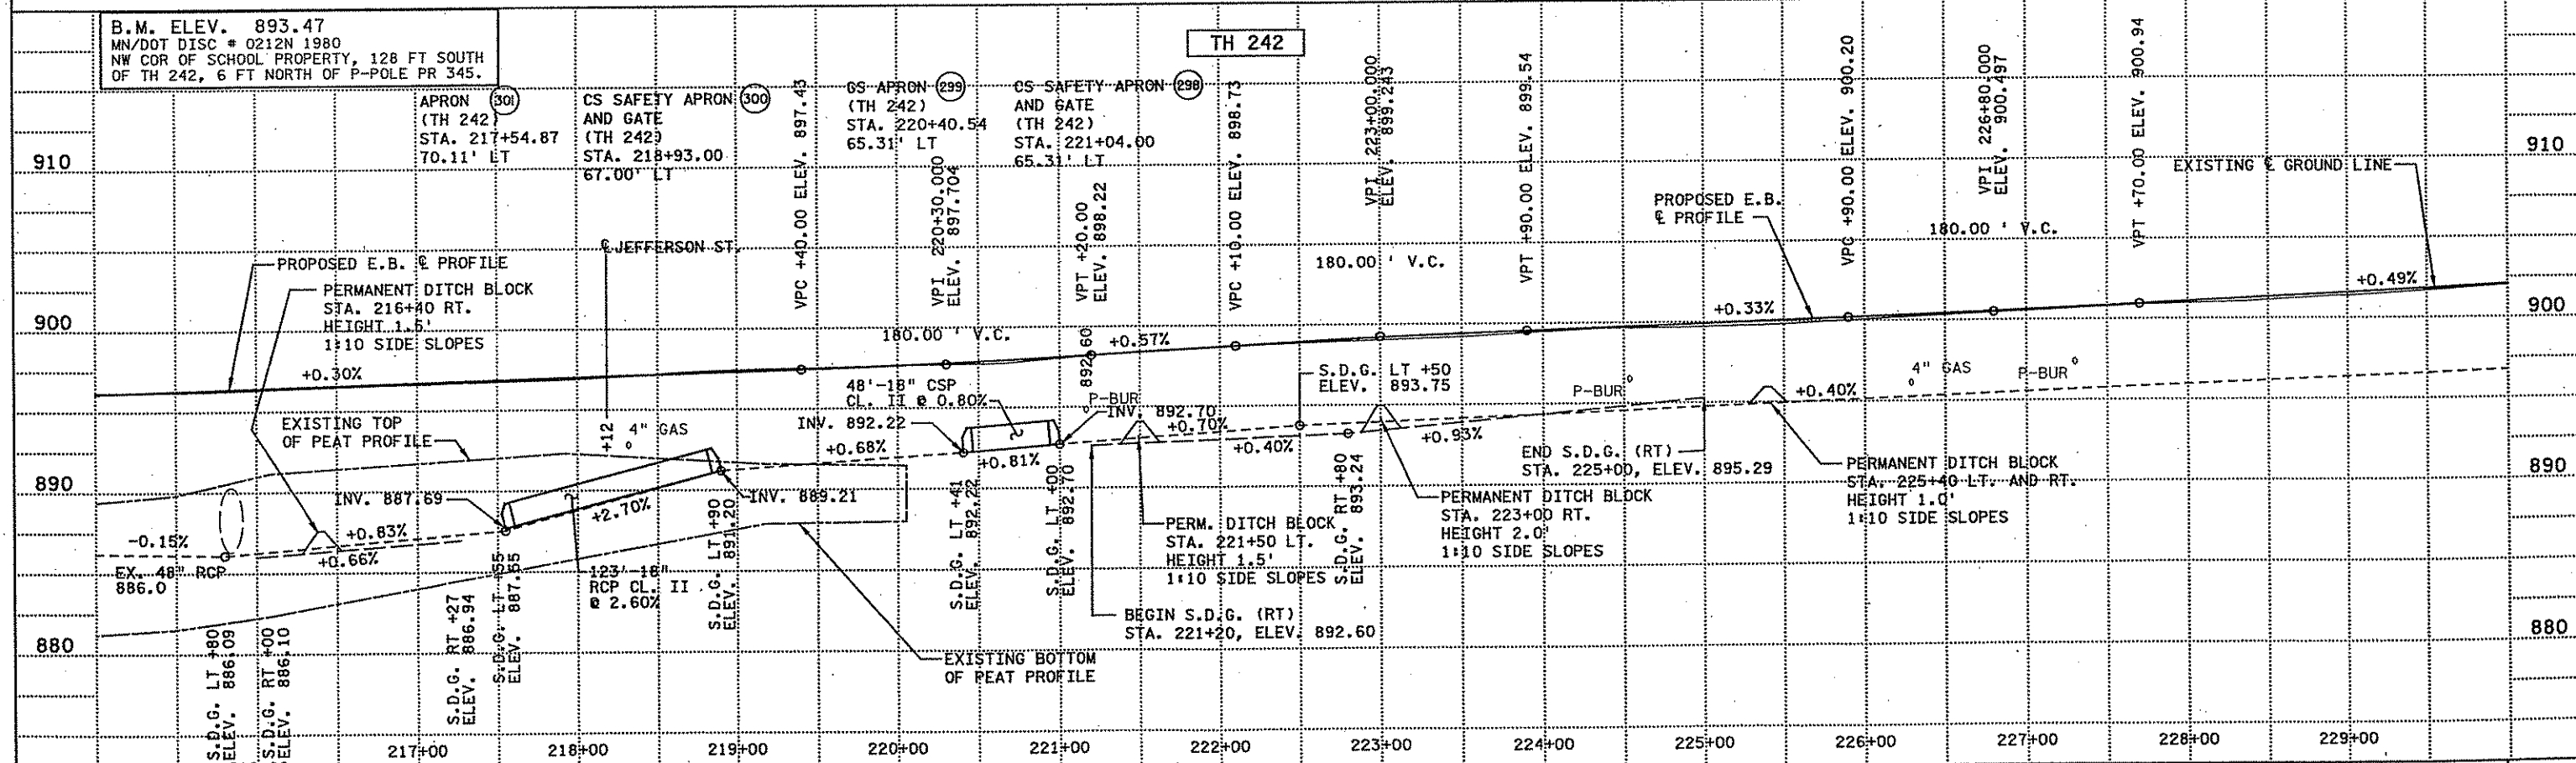 B.M. ELEV. 893.47
MN/DOT DISC # 0212N 1980
NW COR OF SCHOOL PROPERTY, 128 FT SOUTH
OF TH 242, 6 FT NORTH OF P-POLE PR 345.
TH 242
APRON 301
(TH 242)
STA. 217+54.87
70.11' LT
CS SAFETY APRON 300
AND GATE
(TH 242)
STA. 218+93.00
67.00' LT
VPC +40.00 ELEV. 897.43
GS APRON 299
(TH 242)
STA. 220+40.54
65.31' LT
CS SAFETY APRON 298
AND GATE
(TH 242)
STA. 221+04.00
65.31' LT
VPI 220+30.000
ELEV. 897.704
VPT +20.00
ELEV. 898.22
VPC +10.00 ELEV. 898.73
VPI 223+00.000
ELEV. 899.243
VPT +90.00 ELEV. 899.54
VPC +90.00 ELEV. 900.20
VPI 226+80.000
ELEV. 900.497
VPT +70.00 ELEV. 900.94
910
910
EXISTING ℄ GROUND LINE
PROPOSED E.B.
℄ PROFILE
180.00 ' V.C.
180.00 ' V.C.
180.00 ' V.C.
℄ JEFFERSON ST.
PROPOSED E.B. ℄ PROFILE
PERMANENT DITCH BLOCK
STA. 216+40 RT.
HEIGHT 1.5'
1:10 SIDE SLOPES
900
900
+0.30%
+0.57%
+0.33%
+0.49%
892.60
48'-18" CSP
CL. II @ 0.80%
P-BUR
INV. 892.70
INV. 892.22
+0.70%
S.D.G. LT +50
ELEV. 893.75
P-BUR
+0.40%
4" GAS
P-BUR
EXISTING TOP
OF PEAT PROFILE
+12
4" GAS
+0.68%
+0.81%
+0.40%
+0.93%
END S.D.G. (RT)
STA. 225+00, ELEV. 895.29
PERMANENT DITCH BLOCK
STA. 225+40 LT. AND RT.
HEIGHT 1.0'
1:10 SIDE SLOPES
890
890
INV. 887.69
+2.70%
INV. 889.21
S.D.G. LT +90
ELEV. 891.20
S.D.G. LT +41
ELEV. 892.22
S.D.G. LT +00
ELEV. 892.70
PERM. DITCH BLOCK
STA. 221+50 LT.
HEIGHT 1.5'
1:10 SIDE SLOPES
S.D.G. RT +80
ELEV. 893.24
PERMANENT DITCH BLOCK
STA. 223+00 RT.
HEIGHT 2.0'
1:10 SIDE SLOPES
-0.15%
+0.83%
+0.66%
EX. 48" RCP
886.0
123'-18"
RCP CL. II
@ 2.60%
BEGIN S.D.G. (RT)
STA. 221+20, ELEV. 892.60
EXISTING BOTTOM
OF PEAT PROFILE
880
880
S.D.G. LT +80
ELEV. 886.09
S.D.G. RT +00
ELEV. 886.10
S.D.G. RT +27
ELEV. 886.94
S.D.G. LT +55
ELEV. 887.55
217+00
218+00
219+00
220+00
221+00
222+00
223+00
224+00
225+00
226+00
227+00
228+00
229+00